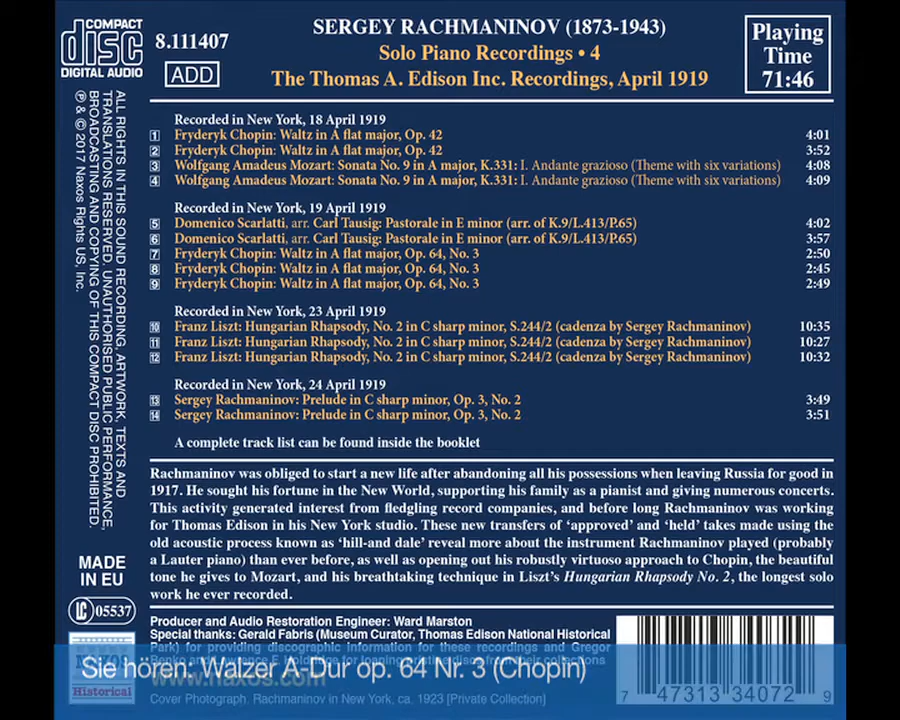 COMPACT
disc
DIGITAL AUDIO
8.111407
ADD
SERGEY RACHMANINOV (1873-1943)
Solo Piano Recordings • 4
The Thomas A. Edison Inc. Recordings, April 1919
Playing
Time
71:46
ALL RIGHTS IN THIS SOUND RECORDING, ARTWORK, TEXTS AND
TRANSLATIONS RESERVED. UNAUTHORISED PUBLIC PERFORMANCE,
BROADCASTING AND COPYING OF THIS COMPACT DISC PROHIBITED.
℗ & © 2017 Naxos Rights US, Inc.
Recorded in New York, 18 April 1919
1 Fryderyk Chopin: Waltz in A flat major, Op. 42 4:01
2 Fryderyk Chopin: Waltz in A flat major, Op. 42 3:52
3 Wolfgang Amadeus Mozart: Sonata No. 9 in A major, K.331: I. Andante grazioso (Theme with six variations) 4:08
4 Wolfgang Amadeus Mozart: Sonata No. 9 in A major, K.331: I. Andante grazioso (Theme with six variations) 4:09
Recorded in New York, 19 April 1919
5 Domenico Scarlatti, arr. Carl Tausig: Pastorale in E minor (arr. of K.9/L.413/P.65) 4:02
6 Domenico Scarlatti, arr. Carl Tausig: Pastorale in E minor (arr. of K.9/L.413/P.65) 3:57
7 Fryderyk Chopin: Waltz in A flat major, Op. 64, No. 3 2:50
8 Fryderyk Chopin: Waltz in A flat major, Op. 64, No. 3 2:45
9 Fryderyk Chopin: Waltz in A flat major, Op. 64, No. 3 2:49
Recorded in New York, 23 April 1919
10 Franz Liszt: Hungarian Rhapsody, No. 2 in C sharp minor, S.244/2 (cadenza by Sergey Rachmaninov) 10:35
11 Franz Liszt: Hungarian Rhapsody, No. 2 in C sharp minor, S.244/2 (cadenza by Sergey Rachmaninov) 10:27
12 Franz Liszt: Hungarian Rhapsody, No. 2 in C sharp minor, S.244/2 (cadenza by Sergey Rachmaninov) 10:32
Recorded in New York, 24 April 1919
13 Sergey Rachmaninov: Prelude in C sharp minor, Op. 3, No. 2 3:49
14 Sergey Rachmaninov: Prelude in C sharp minor, Op. 3, No. 2 3:51
A complete track list can be found inside the booklet
Rachmaninov was obliged to start a new life after abandoning all his possessions when leaving Russia for good in
1917. He sought his fortune in the New World, supporting his family as a pianist and giving numerous concerts.
This activity generated interest from fledgling record companies, and before long Rachmaninov was working
for Thomas Edison in his New York studio. These new transfers of ‘approved’ and ‘held’ takes made using the
old acoustic process known as ‘hill-and dale’ reveal more about the instrument Rachmaninov played (probably
a Lauter piano) than ever before, as well as opening out his robustly virtuoso approach to Chopin, the beautiful
tone he gives to Mozart, and his breathtaking technique in Liszt’s Hungarian Rhapsody No. 2, the longest solo
work he ever recorded.
MADE
IN EU
LC 05537
Producer and Audio Restoration Engineer: Ward Marston
Special thanks: Gerald Fabris (Museum Curator, Thomas Edison National Historical
Park) for providing discographic information for these recordings and Gregor
Benko and
for loaning
from their collections
NAXOS
Historical
www.naxos.com
Sie hören: Walzer A-Dur op. 64 Nr. 3 (Chopin)
Cover Photograph. Rachmaninov in New York, ca. 1923 [Private Collection]
7 47313 34072 9